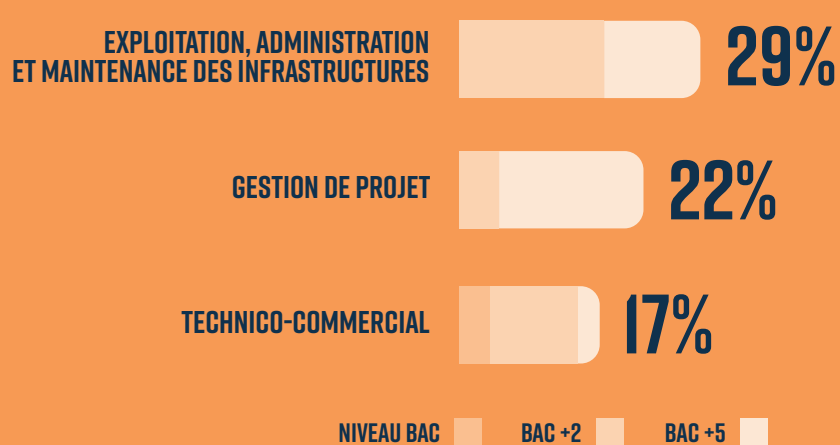 EXPLOITATION, ADMINISTRATION
ET MAINTENANCE DES INFRASTRUCTURES
29%
GESTION DE PROJET
22%
TECHNICO-COMMERCIAL
17%
NIVEAU BAC
BAC +2
BAC +5